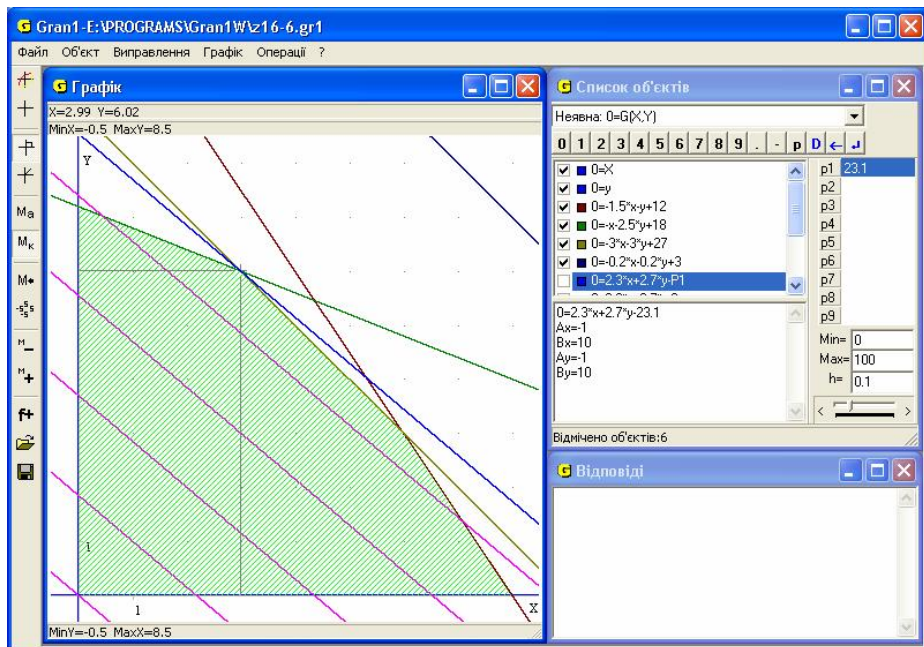 Gran1-E:\PROGRAMS\Gran1W\z16-6.gr1
Файл Об'єкт Виправлення Графік Операції ?
Графік
X=2.99 Y=6.02
MinX=-0.5 MaxY=8.5
Y
1
1
X
MinY=-0.5 MaxX=8.5
Mа
Mк
M
M
M
f+
Список об'єктів
Неявна: 0=G(X,Y)
0 1 2 3 4 5 6 7 8 9 . - p D ← ↲
0=X
0=y
0=-1.5*x-y+12
0=-x-2.5*y+18
0=-3*x-3*y+27
0=-0.2*x-0.2*y+3
0=2.3*x+2.7*y-P1
p1 23.1
p2
p3
p4
p5
p6
p7
p8
p9
0=2.3*x+2.7*y-23.1
Ax=-1
Bx=10
Ay=-1
By=10
Min= 0
Max= 100
h= 0.1
< >
Відмічено об'єктів:6
Відповіді